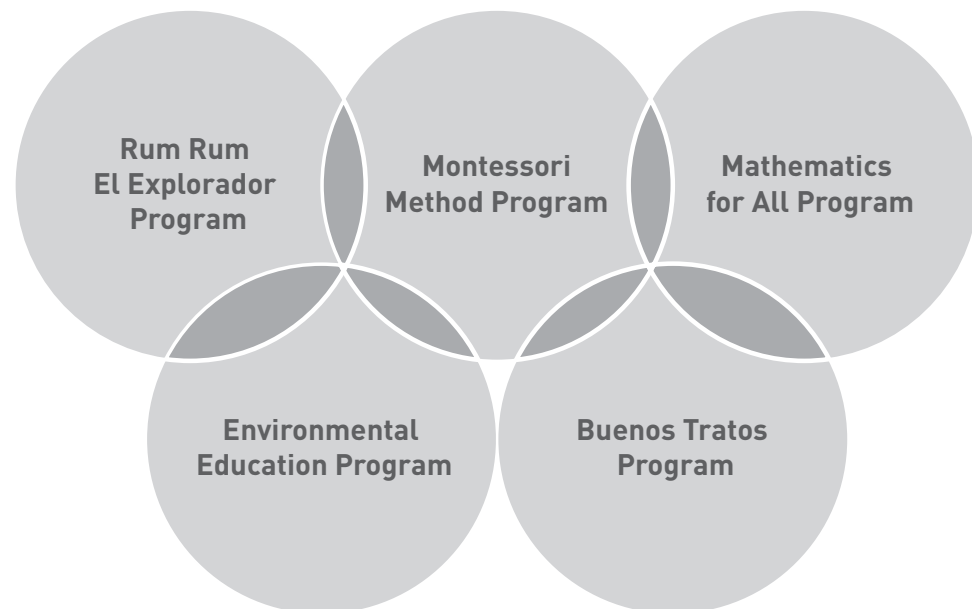 Rum Rum
El Explorador
Program
Montessori
Method Program
Mathematics
for All Program
Environmental
Education Program
Buenos Tratos
Program